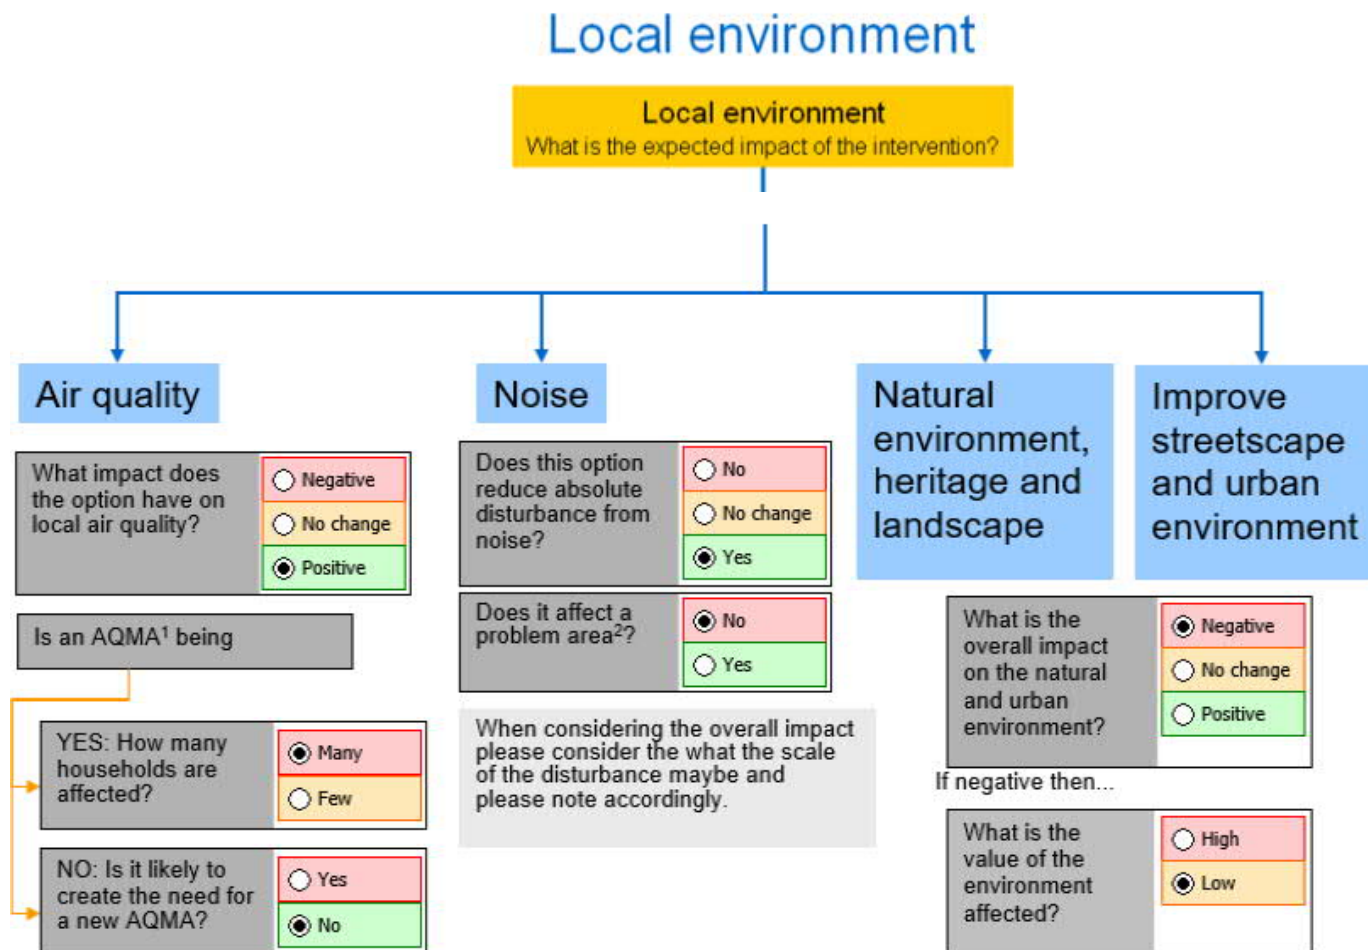 Local environment
Local environment
What is the expected impact of the intervention?
Air quality
What impact does
the option have on
local air quality?
Negative
No change
Positive
Is an AQMA¹ being
YES: How many
households are
affected?
Many
Few
NO: Is it likely to
create the need for
a new AQMA?
Yes
No
Noise
Does this option
reduce absolute
disturbance from
noise?
No
No change
Yes
Does it affect a
problem area²?
No
Yes
When considering the overall impact
please consider the what the scale
of the disturbance maybe and
please note accordingly.
Natural
environment,
heritage and
landscape
Improve
streetscape
and urban
environment
What is the
overall impact
on the natural
and urban
environment?
Negative
No change
Positive
If negative then...
What is the
value of the
environment
affected?
High
Low